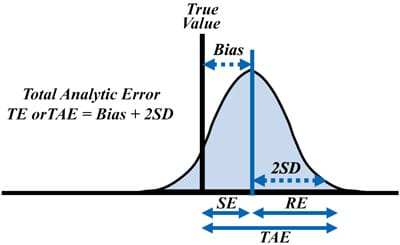 True
Value
Bias
Total Analytic Error
TE orTAE = Bias + 2SD
2SD
SE
RE
TAE